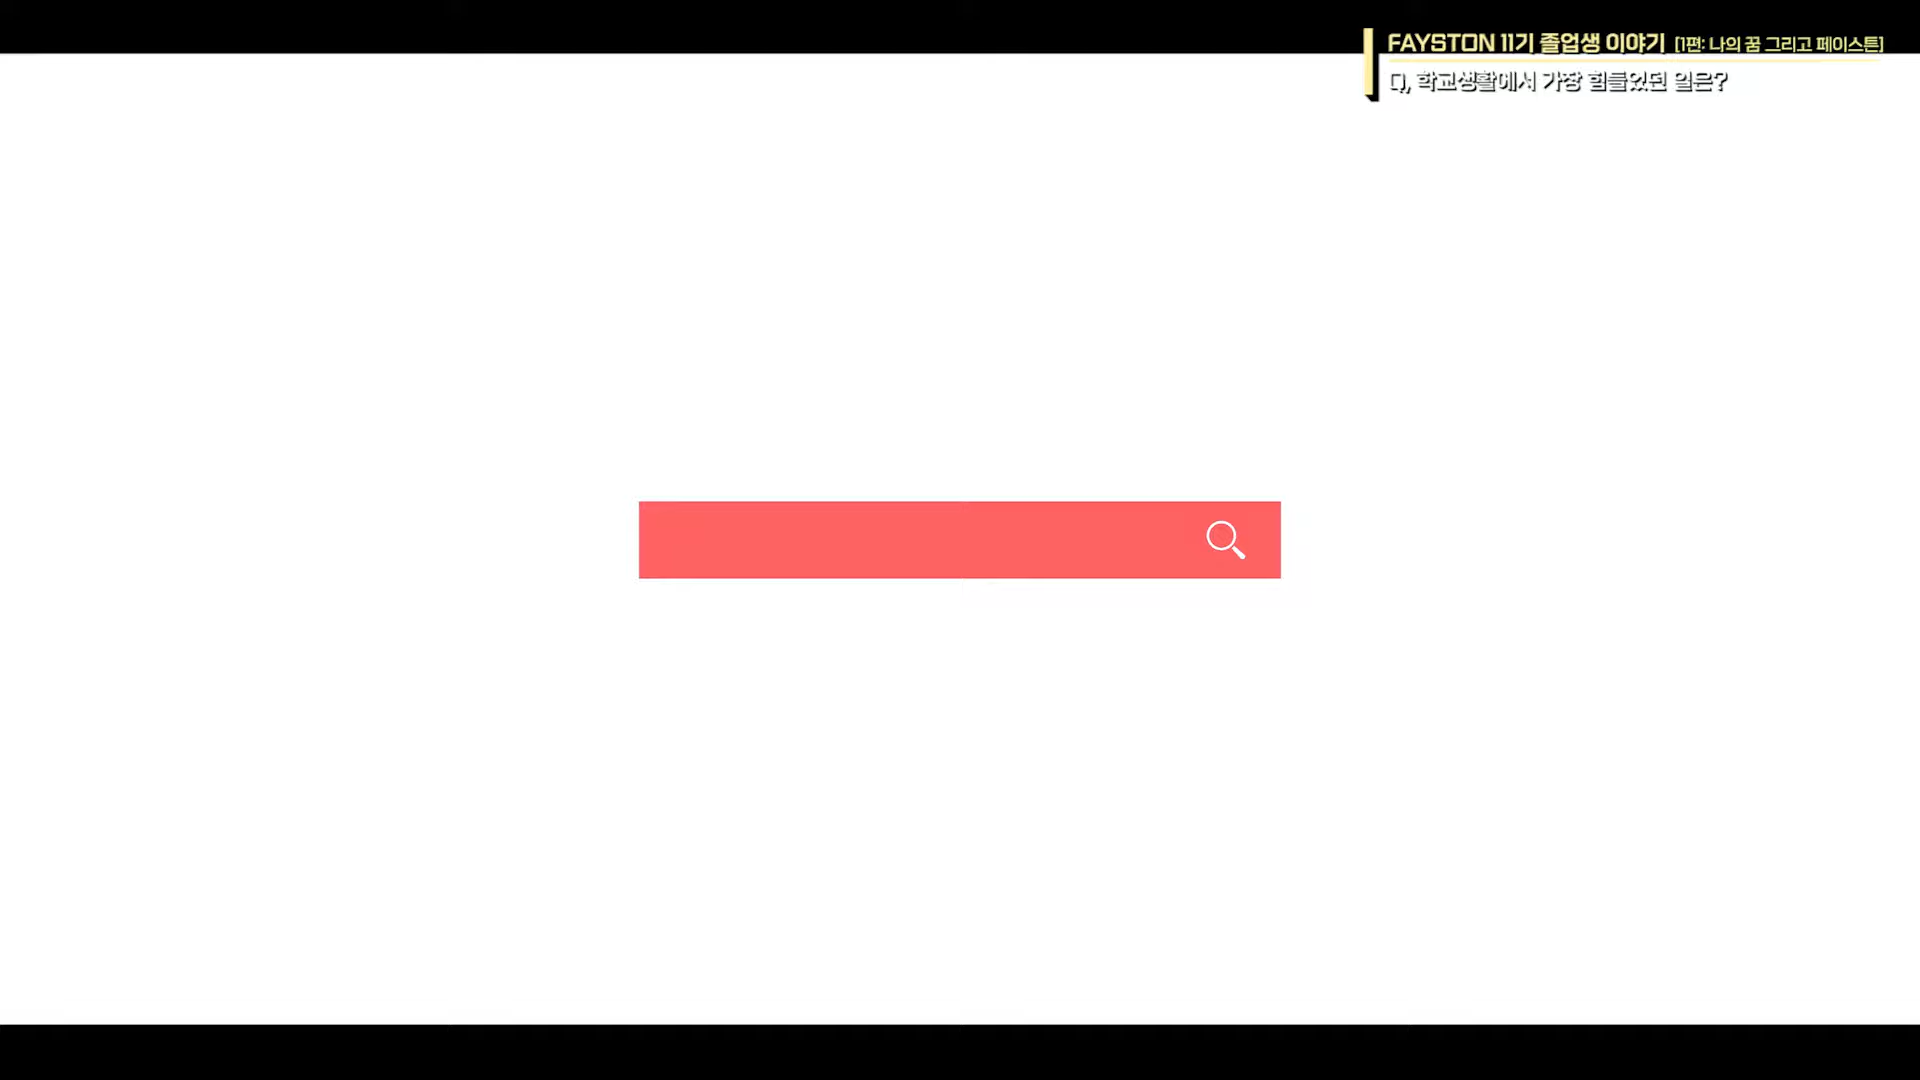 FAYSTON 11기 졸업생 이야기 [1편: 나의 꿈 그리고 페이스튼]
Q. 학교생활에서 가장 힘들었던 일은?